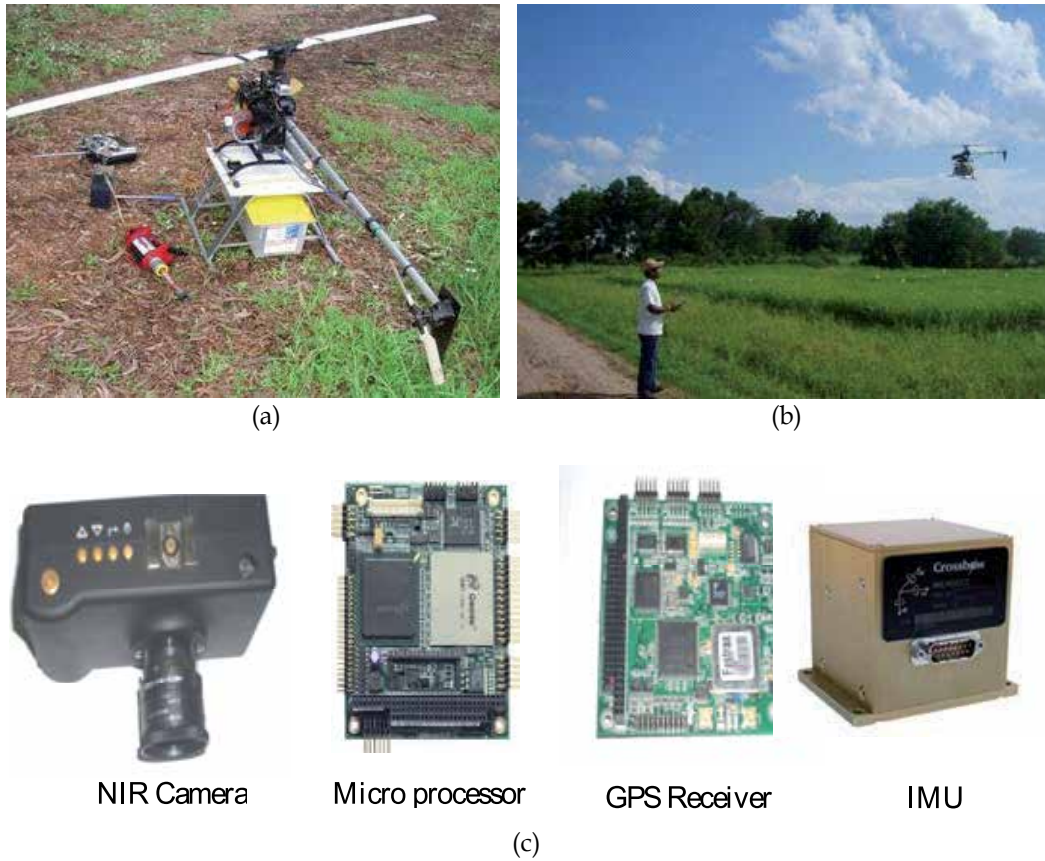 (a)
(b)
Crossbow
NIR Camera
Micro processor
GPS Receiver
IMU
(c)